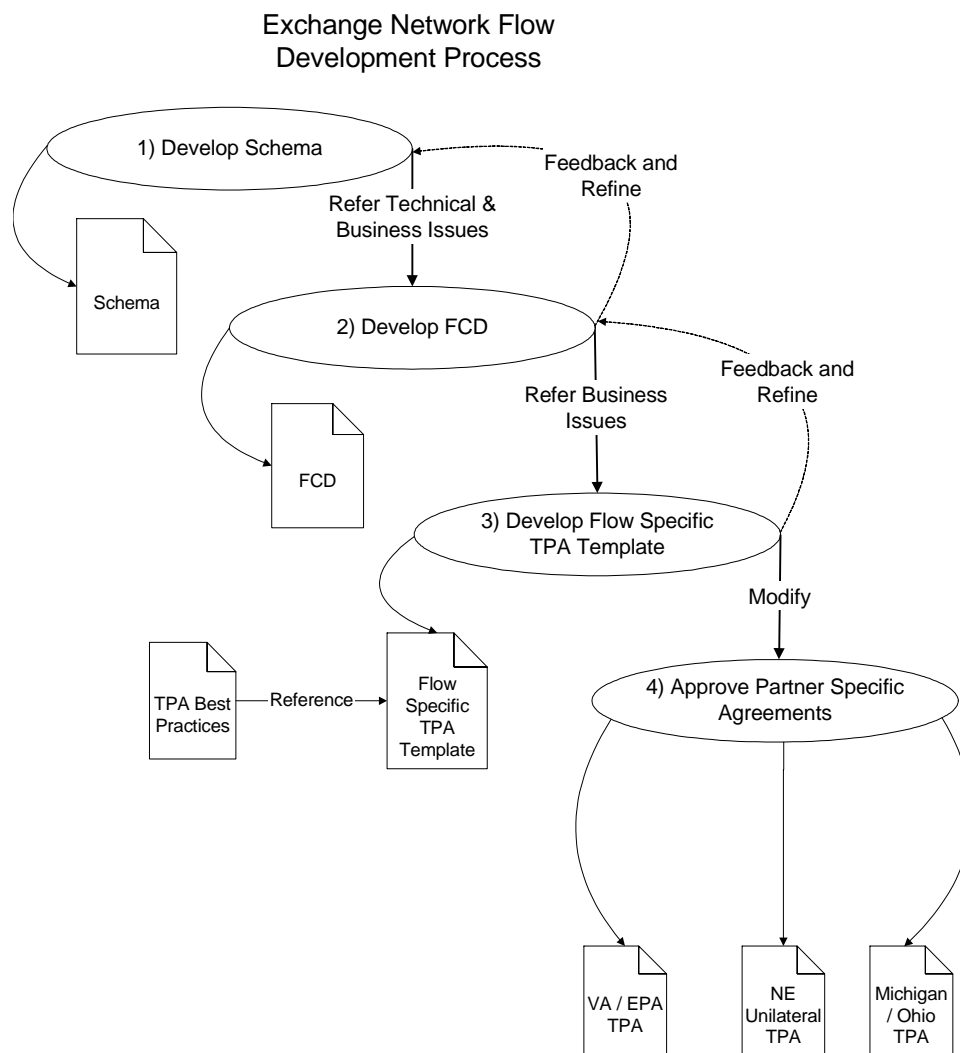 Exchange Network Flow
Development Process
1) Develop Schema
Feedback and
Refine
Refer Technical &
Business Issues
Schema
2) Develop FCD
Feedback and
Refine
Refer Business
Issues
FCD
3) Develop Flow Specific
TPA Template
Modify
TPA Best
Practices
Reference
Flow
Specific
TPA
Template
4) Approve Partner Specific
Agreements
VA / EPA
TPA
NE
Unilateral
TPA
Michigan
/ Ohio
TPA